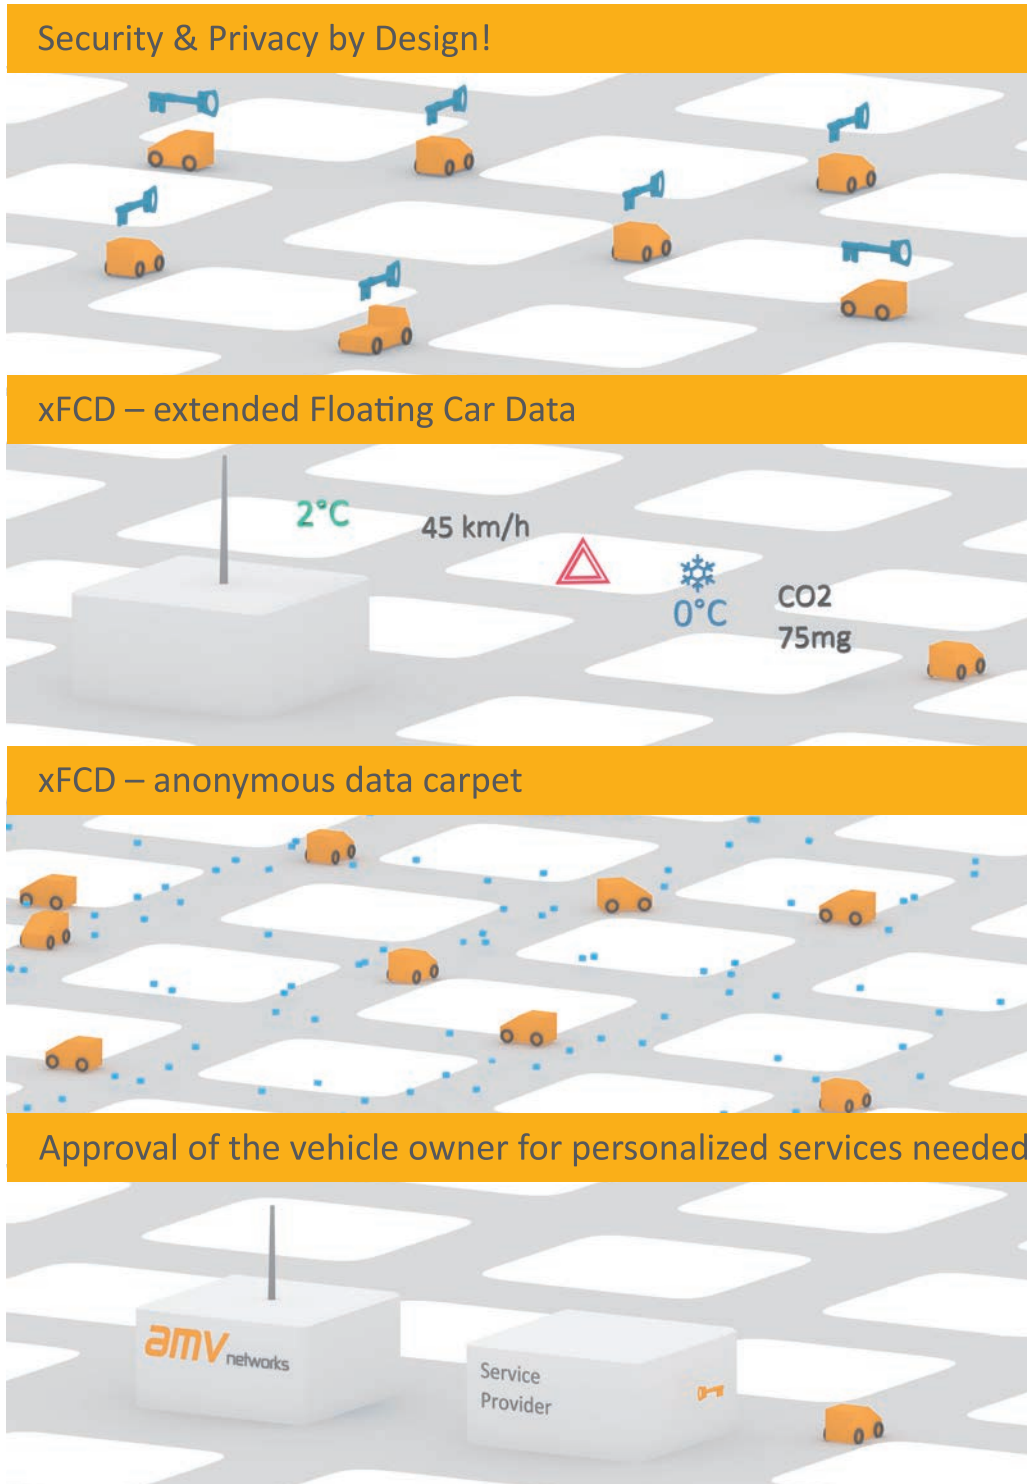 Security & Privacy by Design!
xFCD – extended Floating Car Data
2°C
45 km/h
0°C
CO2
75mg
xFCD – anonymous data carpet
Approval of the vehicle owner for personalized services needed
amv
networks
Service
Provider